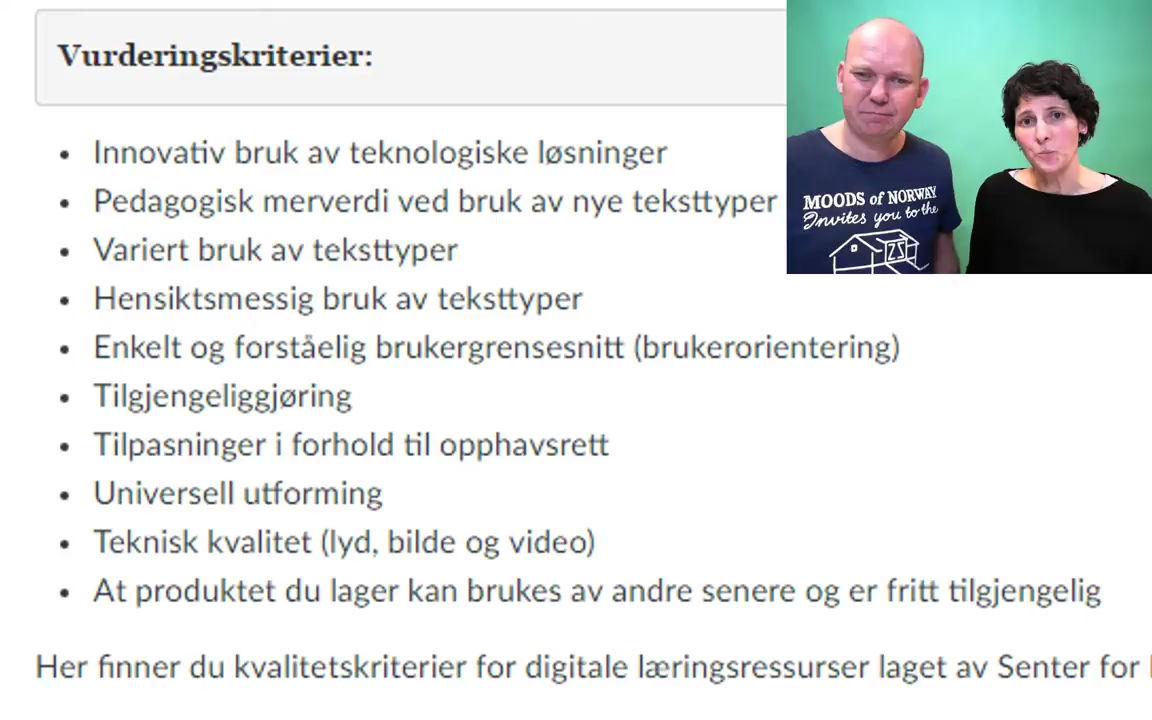 Vurderingskriterier:
Innovativ bruk av teknologiske løsninger
Pedagogisk merverdi ved bruk av nye teksttyper
Variert bruk av teksttyper
Hensiktsmessig bruk av teksttyper
Enkelt og forståelig brukergrensesnitt (brukerorientering)
Tilgjengeliggjøring
Tilpasninger i forhold til opphavsrett
Universell utforming
Teknisk kvalitet (lyd, bilde og video)
At produktet du lager kan brukes av andre senere og er fritt tilgjengelig
Her finner du kvalitetskriterier for digitale læringsressurser laget av Senter for
MOODS of NORWAY
Invites you to the